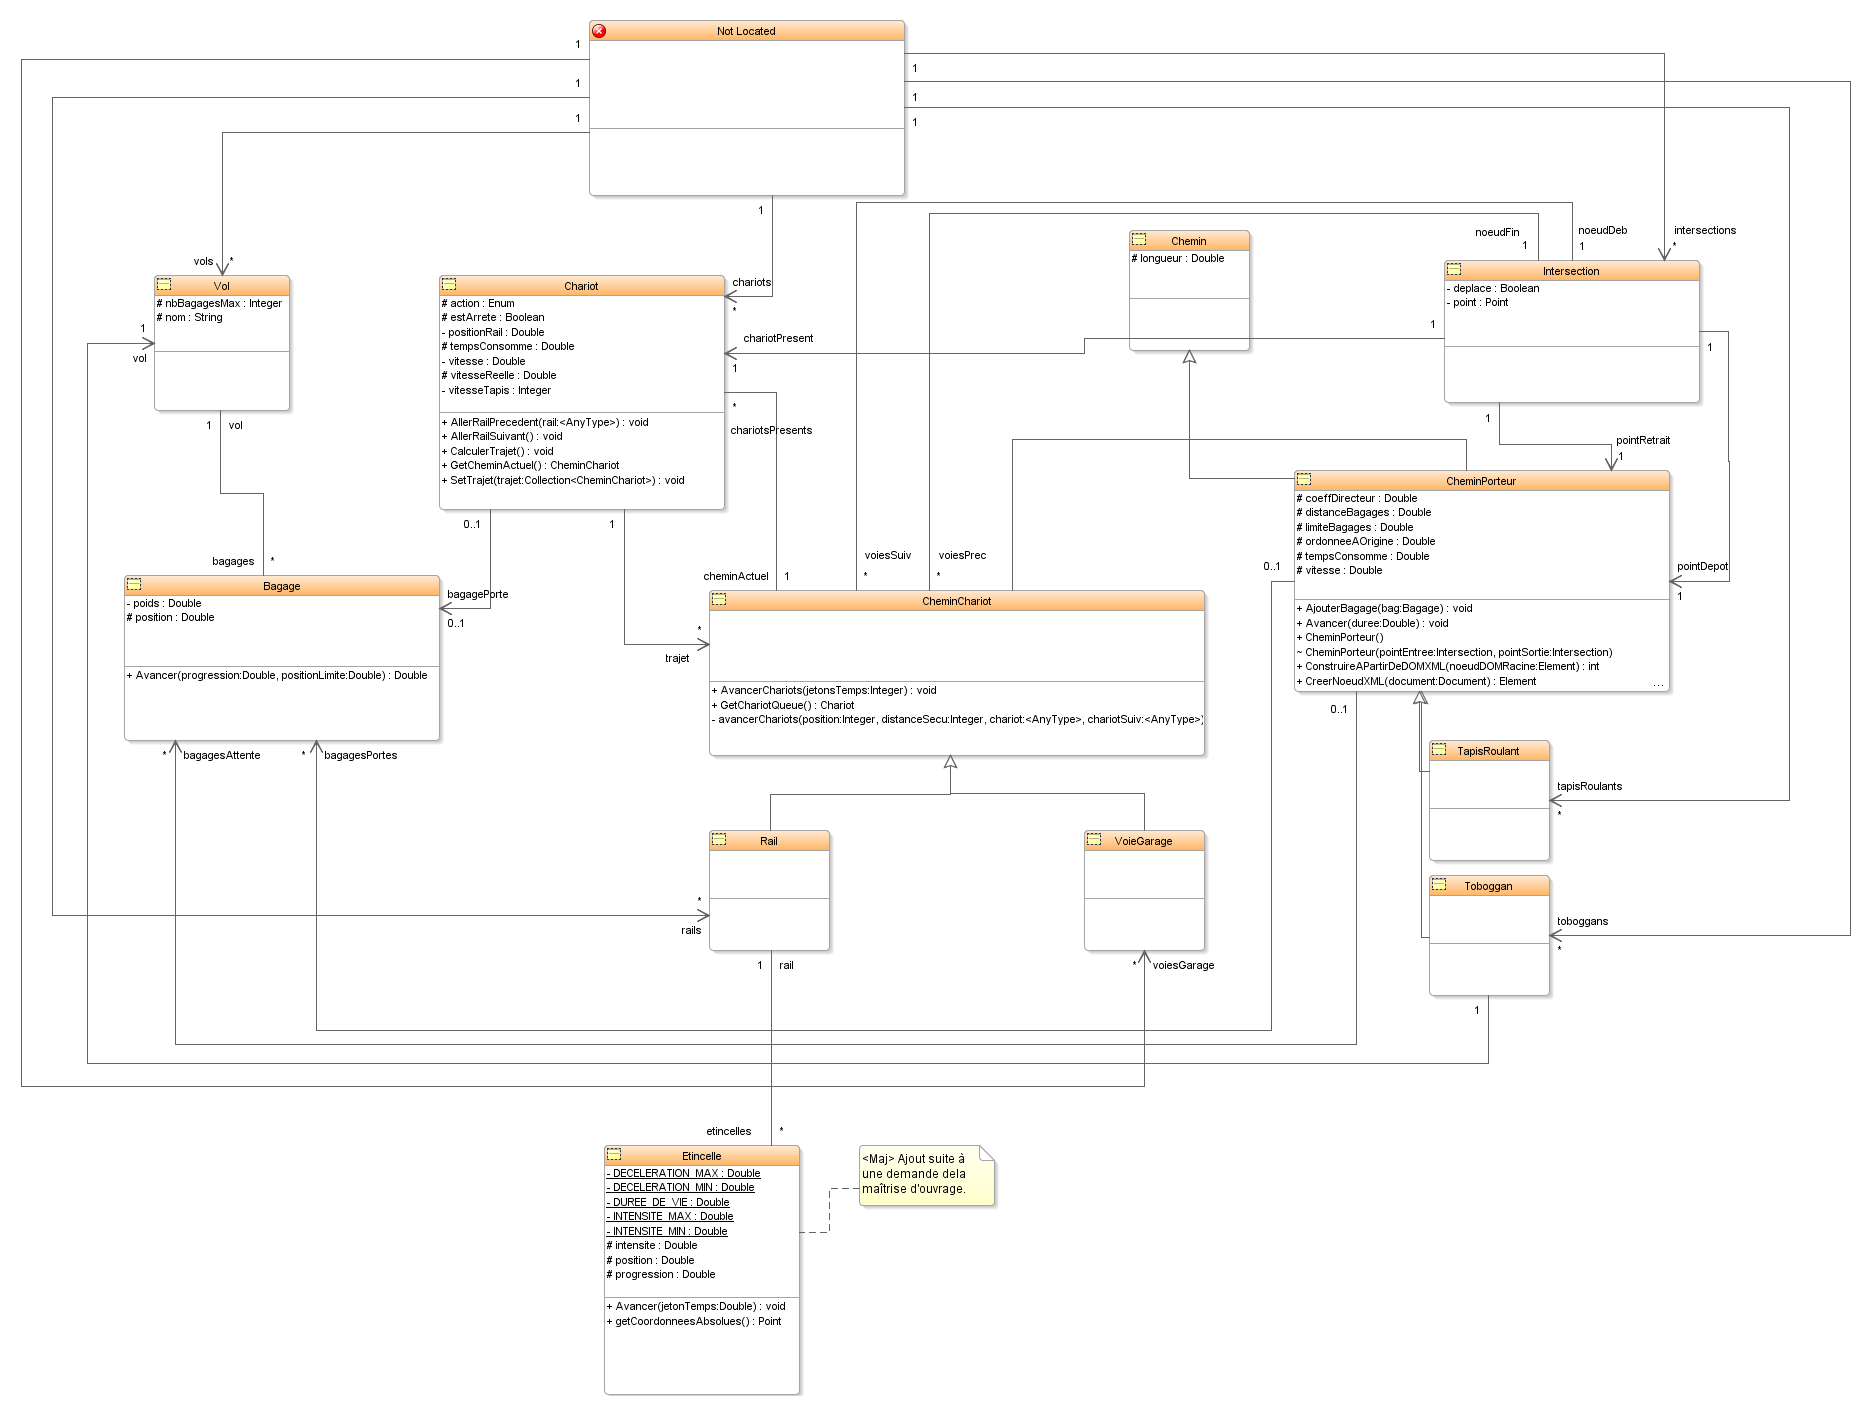 Not Located
1
1
1
1
1
1
1
vols
*
chariots
*
noeudFin
1
noeudDeb
1
intersections
*
Vol
# nbBagagesMax : Integer
# nom : String
1
vol
1
vol
Chariot
# action : Enum
# estArrete : Boolean
- positionRail : Double
# tempsConsomme : Double
- vitesse : Double
# vitesseReelle : Double
- vitesseTapis : Integer
+ AllerRailPrecedent(rail:<AnyType>) : void
+ AllerRailSuivant() : void
+ CalculerTrajet() : void
+ GetCheminActuel() : CheminChariot
+ SetTrajet(trajet:Collection<CheminChariot>) : void
chariotPresent
1
*
chariotsPresents
Chemin
# longueur : Double
Intersection
- deplace : Boolean
- point : Point
1
1
1
pointRetrait
1
0..1
1
bagages
*
bagagePorte
0..1
cheminActuel
1
voiesSuiv
*
voiesPrec
*
0..1
pointDepot
1
CheminPorteur
# coeffDirecteur : Double
# distanceBagages : Double
# limiteBagages : Double
# ordonneeAOrigine : Double
# tempsConsomme : Double
# vitesse : Double
+ AjouterBagage(bag:Bagage) : void
+ Avancer(duree:Double) : void
+ CheminPorteur()
~ CheminPorteur(pointEntree:Intersection, pointSortie:Intersection)
+ ConstruireAPartirDeDOMXML(noeudDOMRacine:Element) : int
+ CreerNoeudXML(document:Document) : Element
...
0..1
Bagage
- poids : Double
# position : Double
+ Avancer(progression:Double, positionLimite:Double) : Double
*
trajet
CheminChariot
+ AvancerChariots(jetonsTemps:Integer) : void
+ GetChariotQueue() : Chariot
- avancerChariots(position:Integer, distanceSecu:Integer, chariot:<AnyType>, chariotSuiv:<AnyType>)
*
bagagesAttente
*
bagagesPortes
TapisRoulant
tapisRoulants
*
Rail
VoieGarage
Toboggan
*
rails
toboggans
*
1
rail
*
voiesGarage
1
etincelles
*
Etincelle
- DECELERATION_MAX : Double
- DECELERATION_MIN : Double
- DUREE_DE_VIE : Double
- INTENSITE_MAX : Double
- INTENSITE_MIN : Double
# intensite : Double
# position : Double
# progression : Double
+ Avancer(jetonTemps:Double) : void
+ getCoordonneesAbsolues() : Point
<Maj> Ajout suite à
une demande dela
maîtrise d'ouvrage.